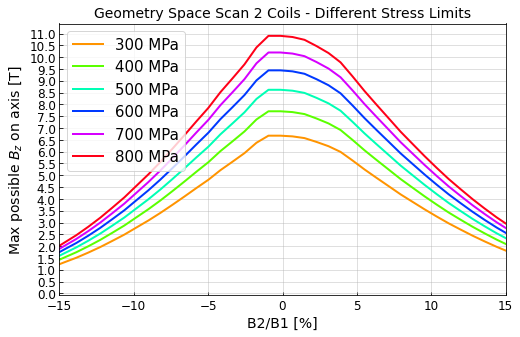 Geometry Space Scan 2 Coils - Different Stress Limits
Max possible $B_z$ on axis [T]
11.0
10.5
10.0
9.5
9.0
8.5
8.0
7.5
7.0
6.5
6.0
5.5
5.0
4.5
4.0
3.5
3.0
2.5
2.0
1.5
1.0
0.5
0.0
300 MPa
400 MPa
500 MPa
600 MPa
700 MPa
800 MPa
−15 −10 −5 0 5 10 15
B2/B1 [%]